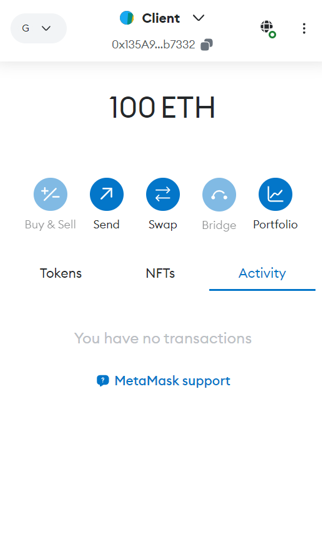 G
Client
0x135A9...b7332
100 ETH
Buy & Sell
Send
Swap
Bridge
Portfolio
Tokens
NFTs
Activity
You have no transactions
MetaMask support